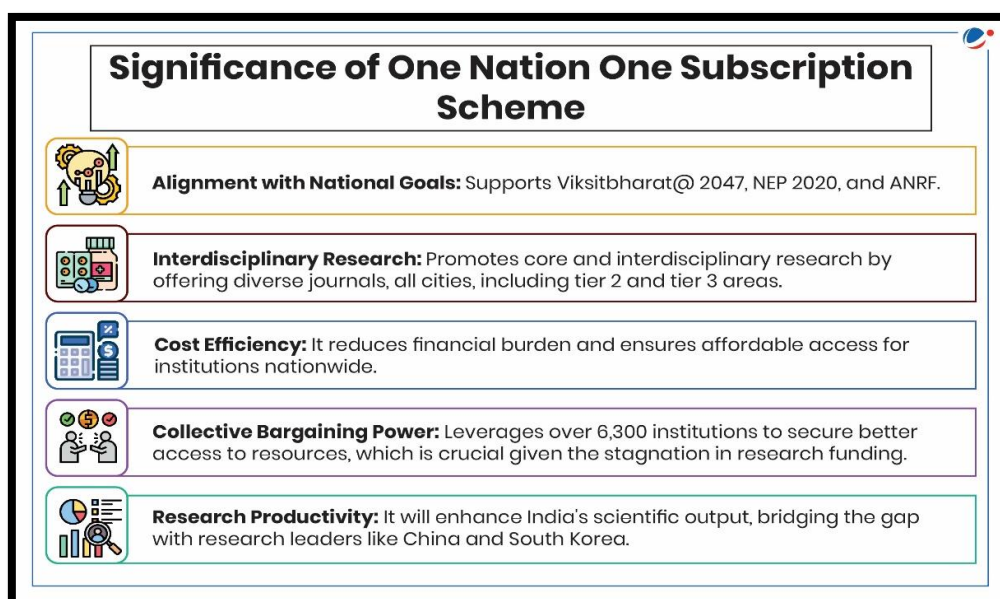 Significance of One Nation One Subscription
Scheme
Alignment with National Goals: Supports Viksitbharat@ 2047, NEP 2020, and ANRF.
Interdisciplinary Research: Promotes core and interdisciplinary research by
offering diverse journals, all cities, including tier 2 and tier 3 areas.
Cost Efficiency: It reduces financial burden and ensures affordable access for
institutions nationwide.
Collective Bargaining Power: Leverages over 6,300 institutions to secure better
access to resources, which is crucial given the stagnation in research funding.
Research Productivity: It will enhance India's scientific output, bridging the gap
with research leaders like China and South Korea.